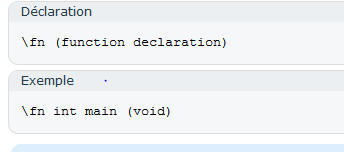 Déclaration
\fn (function declaration)
Exemple
\fn int main (void)